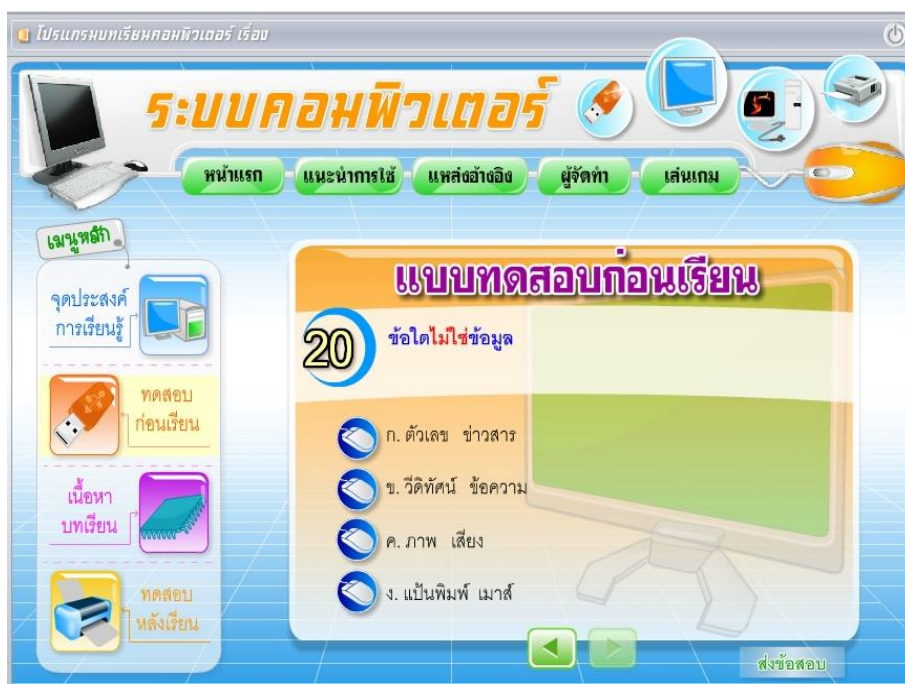 โปรแกรมบทเรียนคอมพิวเตอร์ เรื่อง
ระบบคอมพิวเตอร์
หน้าแรก แนะนำการใช้ แหล่งอ้างอิง ผู้จัดทำ เล่นเกม
เมนูหลัก
จุดประสงค์
การเรียนรู้
ทดสอบ
ก่อนเรียน
เนื้อหา
บทเรียน
ทดสอบ
หลังเรียน
แบบทดสอบก่อนเรียน
20 ข้อใดไม่ใช่ข้อมูล
ก. ตัวเลข ข่าวสาร
ข. วีดิทัศน์ ข้อความ
ค. ภาพ เสียง
ง. แป้นพิมพ์ เมาส์
ส่งข้อสอบ